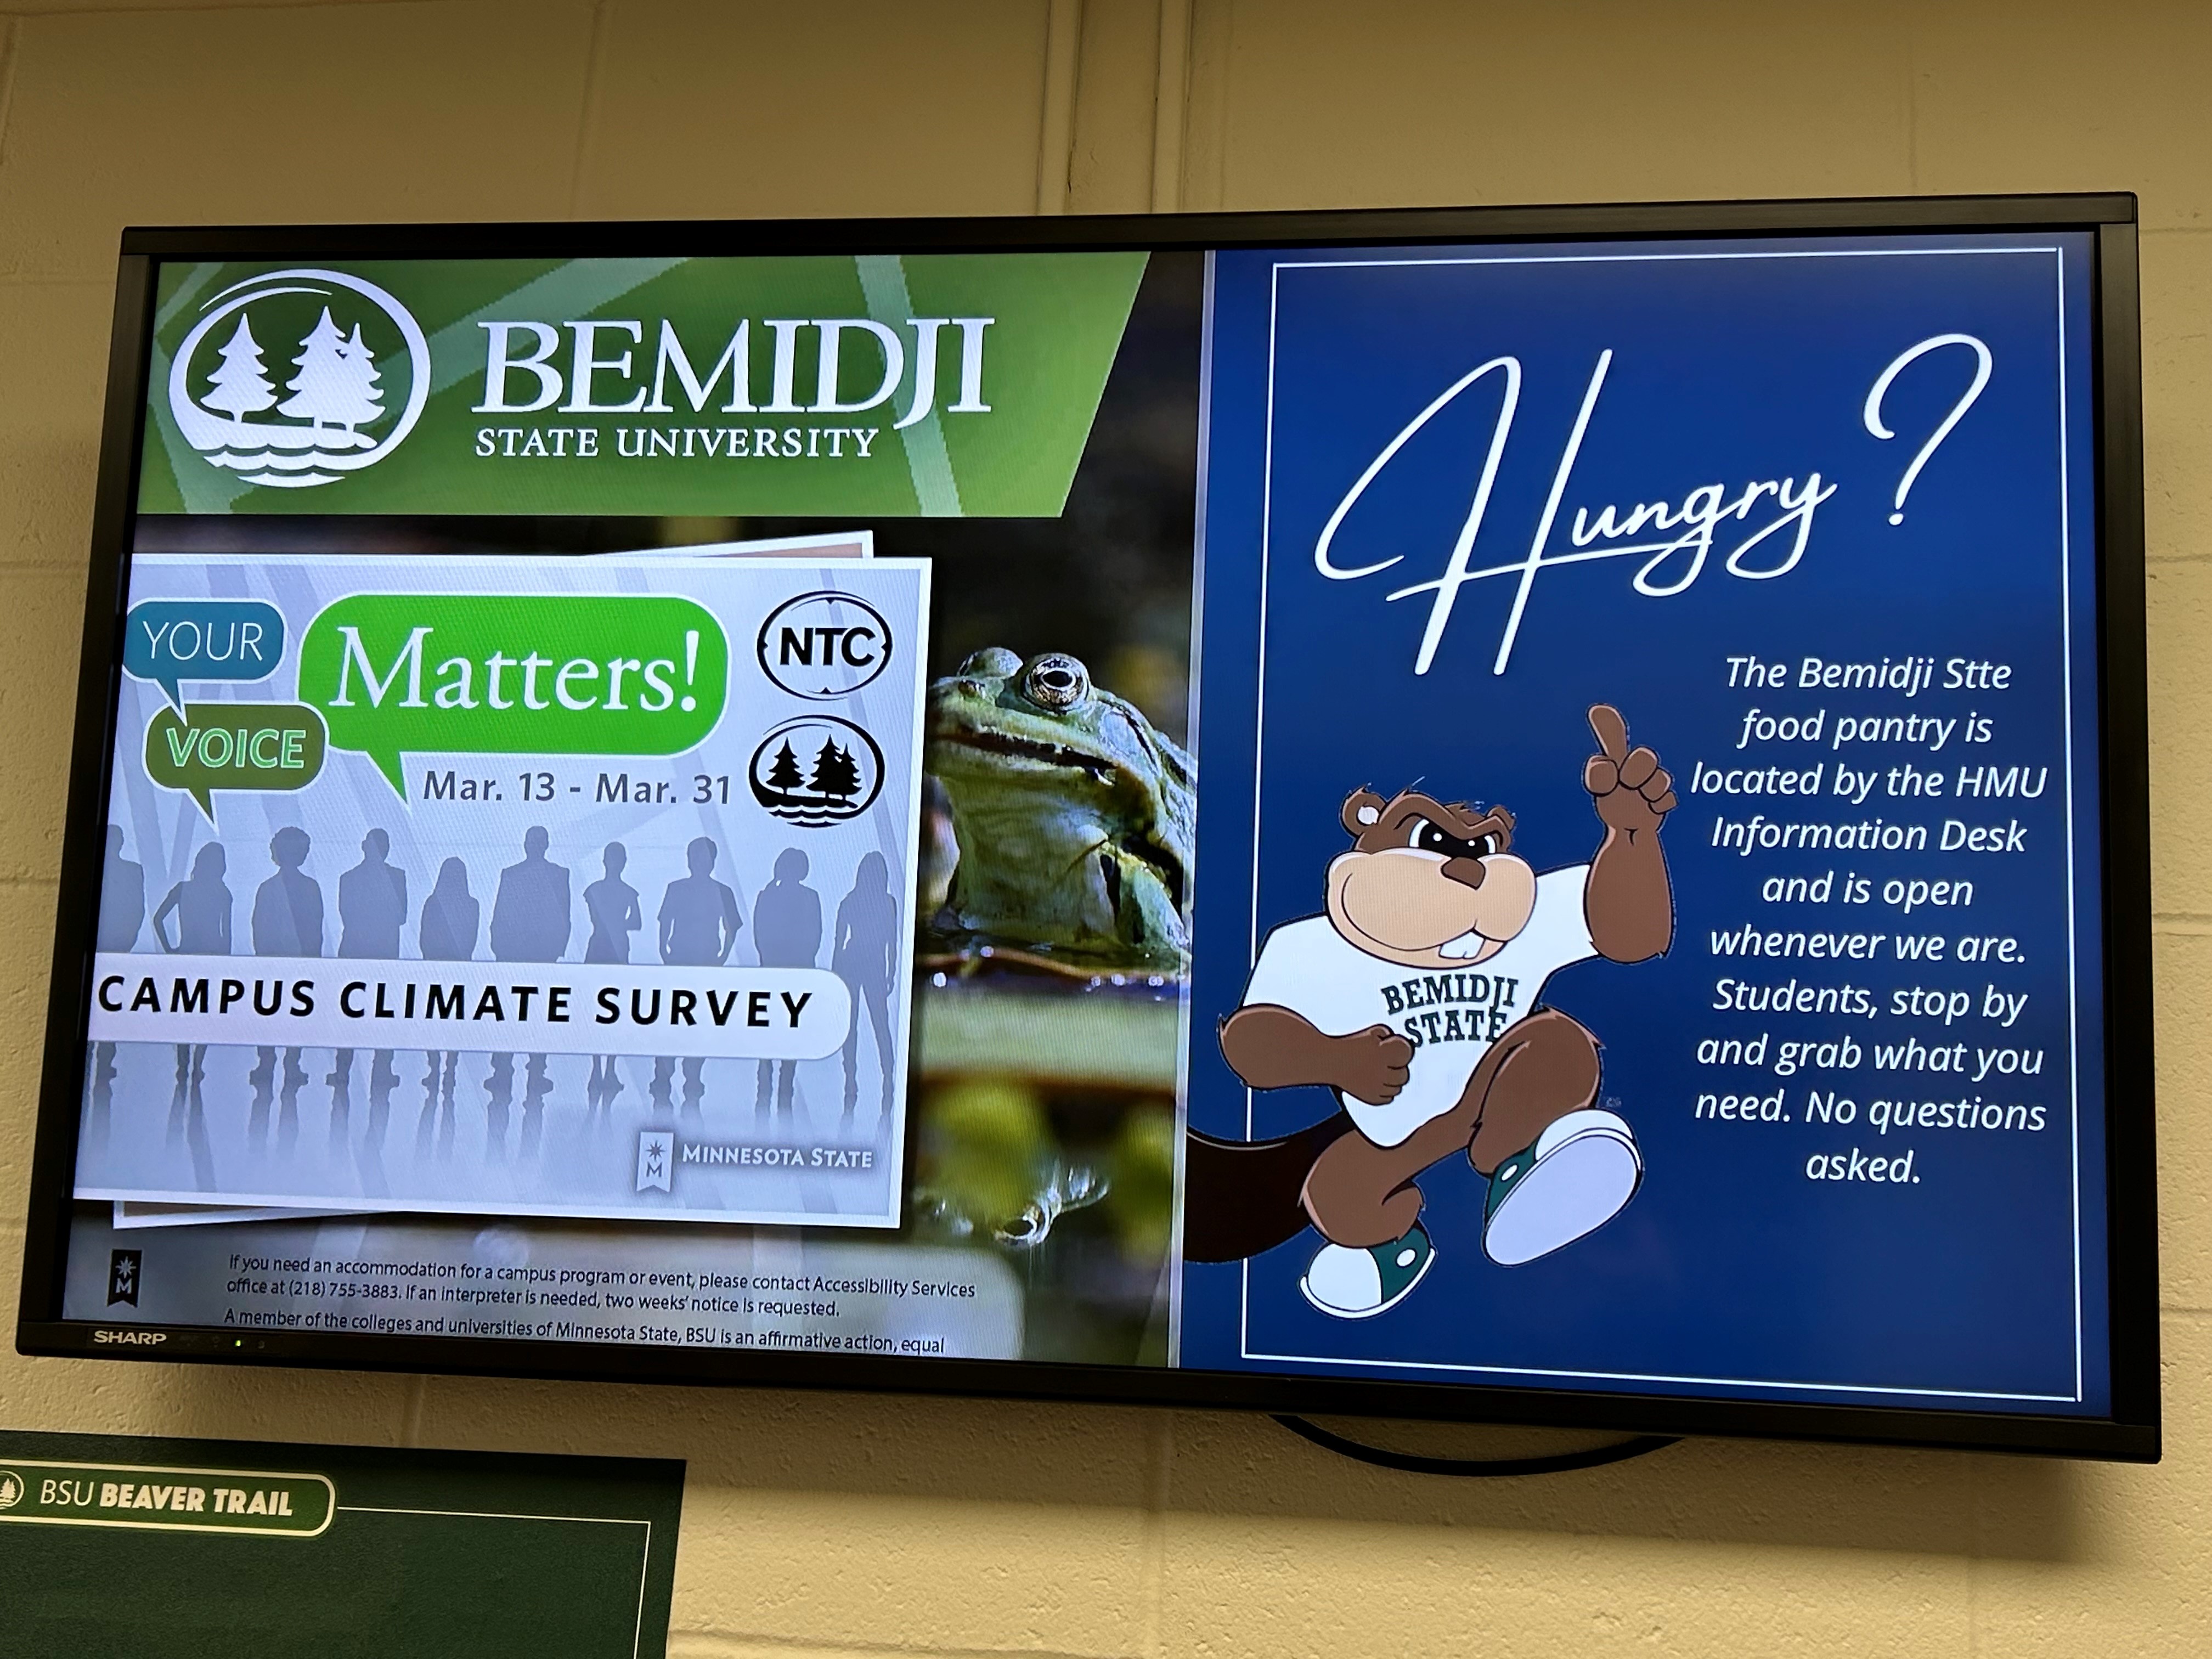 BEMIDJI
STATE UNIVERSITY
YOUR
VOICE
Matters!
NTC
Mar. 13 - Mar. 31
CAMPUS CLIMATE SURVEY
M
MINNESOTA STATE
M
If you need an accommodation for a campus program or event, please contact Accessibility Services
office at (218) 755-3883. If an interpreter is needed, two weeks' notice is requested.
A member of the colleges and universities of Minnesota State, BSU is an affirmative action, equal
SHARP
Hungry?
The Bemidji Stte
food pantry is
located by the HMU
Information Desk
and is open
whenever we are.
Students, stop by
and grab what you
need. No questions
asked.
BEMIDJI
STATE
BSU BEAVER TRAIL